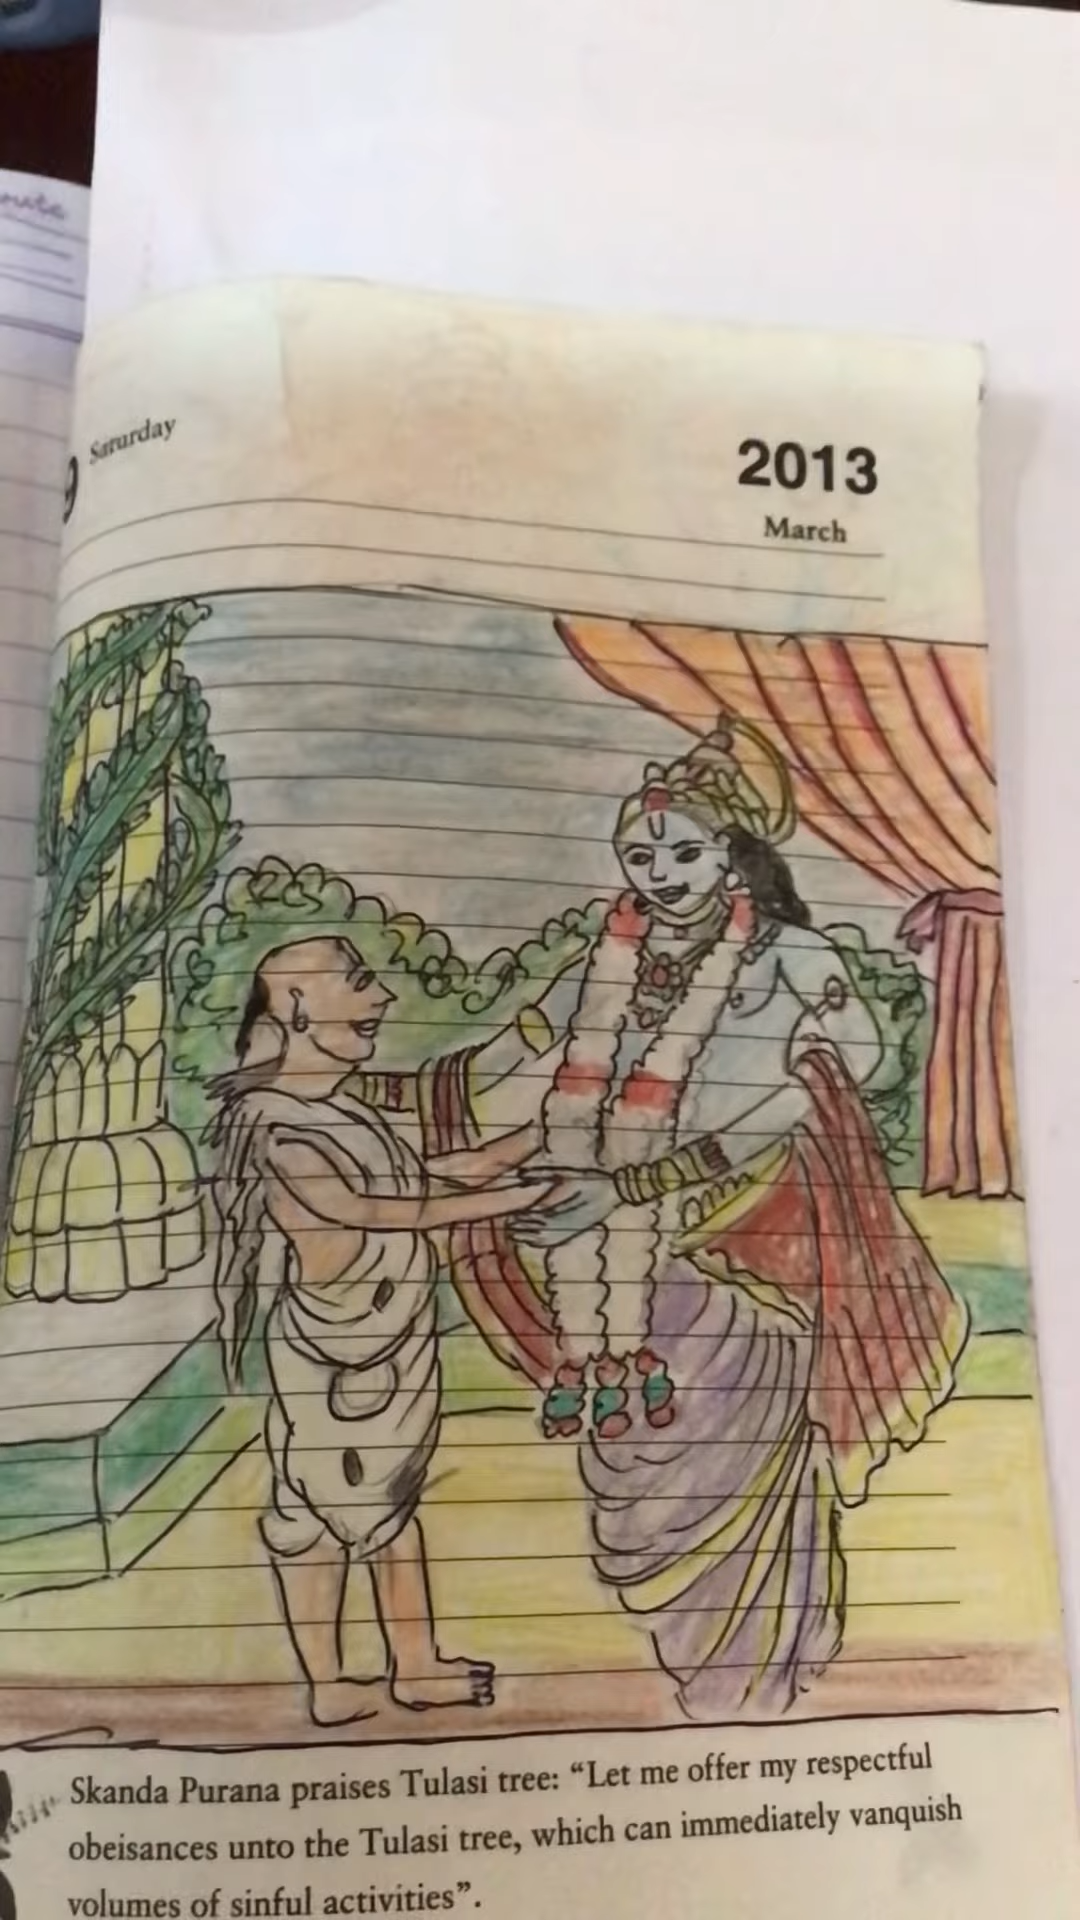 Saturday
2013
March
Skanda Purana praises Tulasi tree: “Let me offer my respectful
obeisances unto the Tulasi tree, which can immediately vanquish
volumes of sinful activities”.